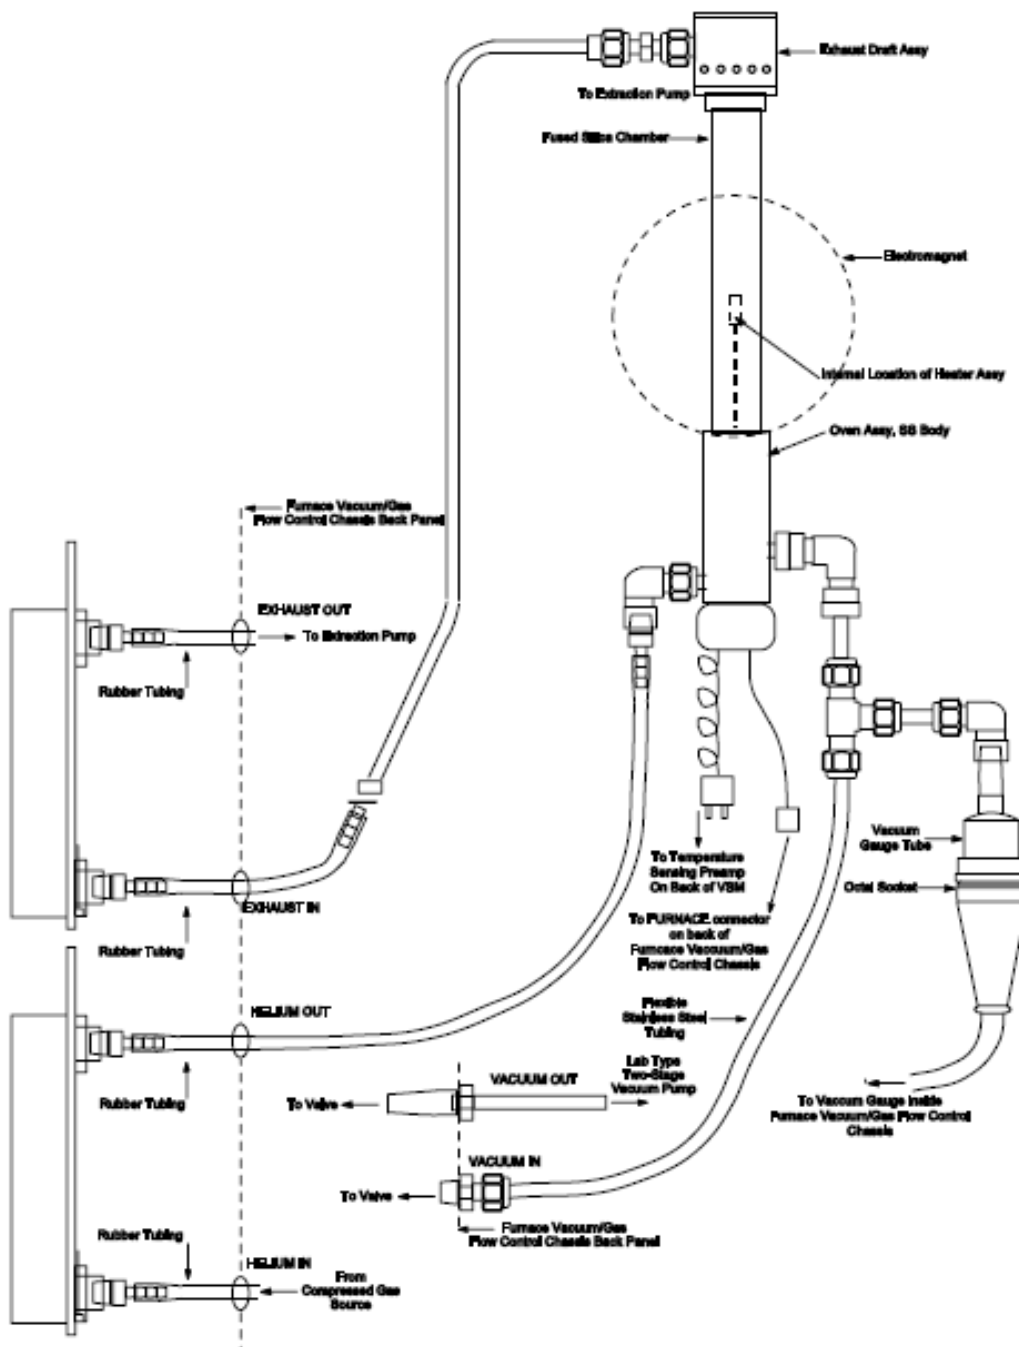 Exhaust Draft Assy
To Extraction Pump
Fused Silica Chamber
Electromagnet
Internal Location of Heater Assy
Oven Assy, SS Body
Furnace Vacuum/Gas
Flow Control Chassis Back Panel
EXHAUST OUT
To Extraction Pump
Rubber Tubing
Vacuum
Gauge Tube
To Temperature
Sensing Preamp
On Back of VSM
Octal Socket
EXHAUST IN
To FURNACE connector
on back of
Furncace Vaccuum/Gas
Flow Control Chassis
Rubber Tubing
HELIUM OUT
Flexible
Stainless Steel
Tubing
Lab Type
Two-Stage
Vacuum Pump
VACUUM OUT
Rubber Tubing
To Valve
To Vaccum Gauge Inside
Furnace Vacuum/Gas Flow Control
Chassis
VACUUM IN
To Valve
Furnace Vacuum/Gas
Flow Control Chassis Back Panel
Rubber Tubing
HELIUM IN
From
Compressed Gas
Source